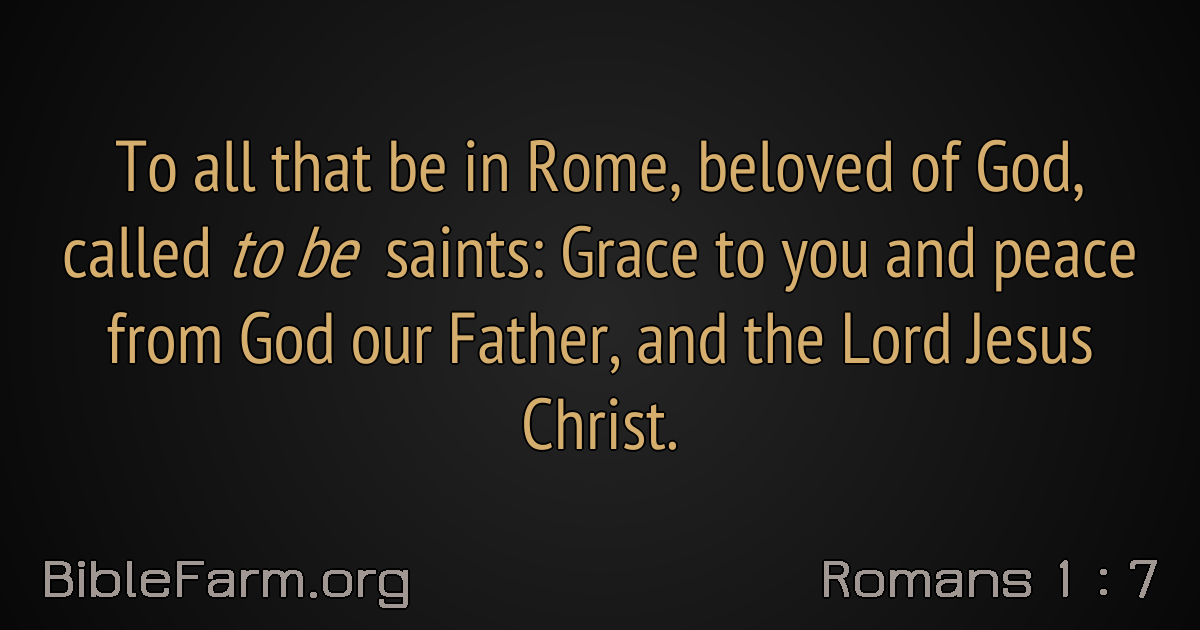 To all that be in Rome, beloved of God,
called to be saints: Grace to you and peace
from God our Father, and the Lord Jesus
Christ.
BibleFarm.org
Romans 1 : 7